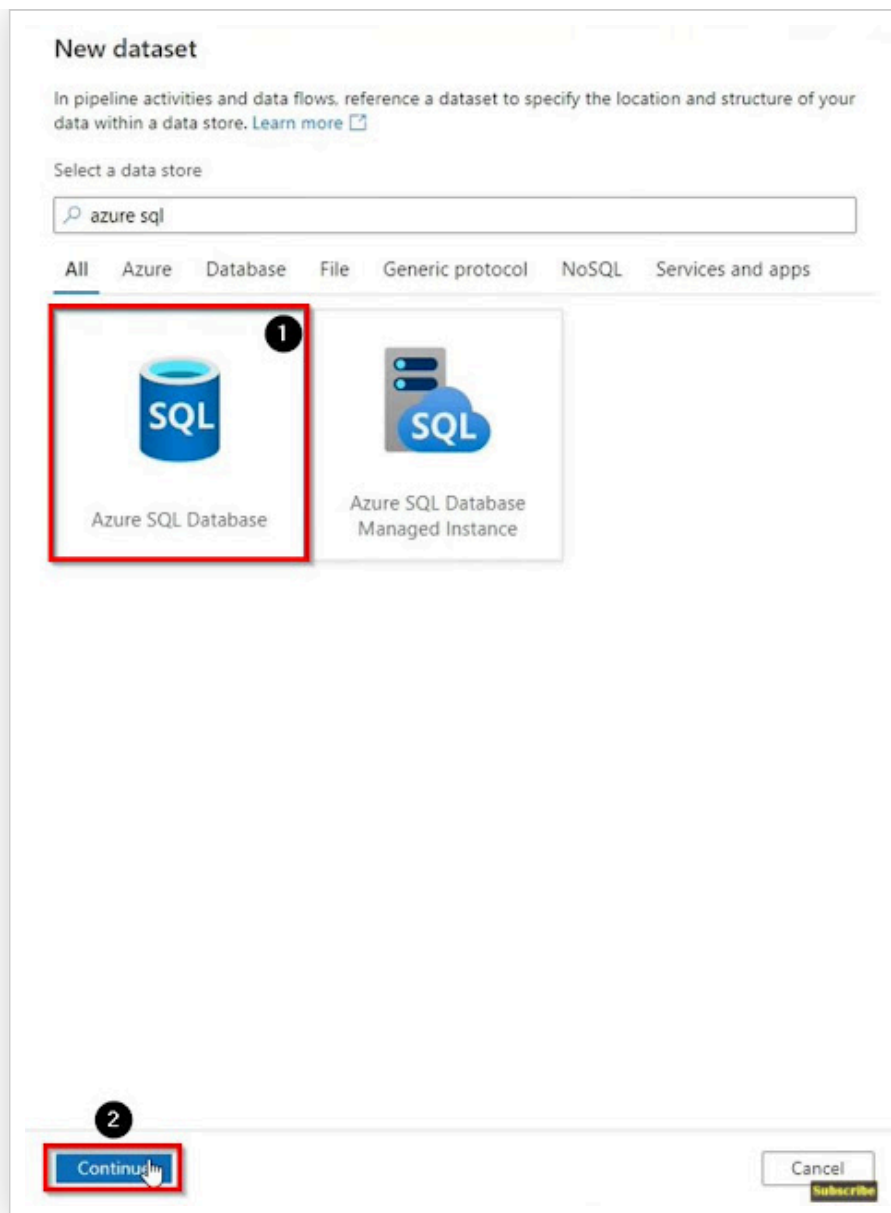 New dataset
In pipeline activities and data flows, reference a dataset to specify the location and structure of your
data within a data store. Learn more
Select a data store
azure sql
All Azure Database File Generic protocol NoSQL Services and apps
1
SQL
Azure SQL Database
SQL
Azure SQL Database
Managed Instance
2
Continue
Cancel
Subscribe